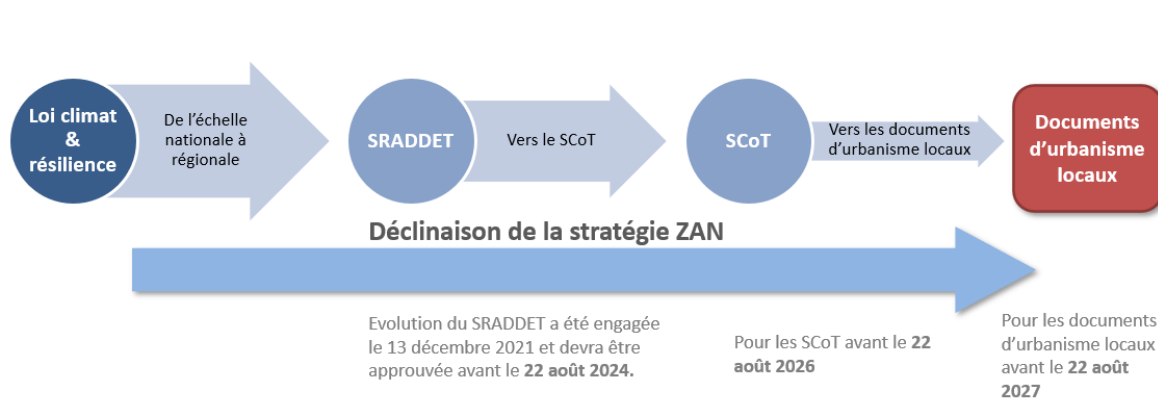 Loi climat
&
résilience
De l'échelle
nationale à
régionale
SRADDET
Vers le SCoT
SCoT
Vers les documents
d'urbanisme locaux
Documents
d'urbanisme
locaux
Déclinaison de la stratégie ZAN
Evolution du SRADDET a été engagée
le 13 décembre 2021 et devra être
approuvée avant le 22 août 2024.
Pour les SCoT avant le 22
août 2026
Pour les documents
d'urbanisme locaux
avant le 22 août
2027